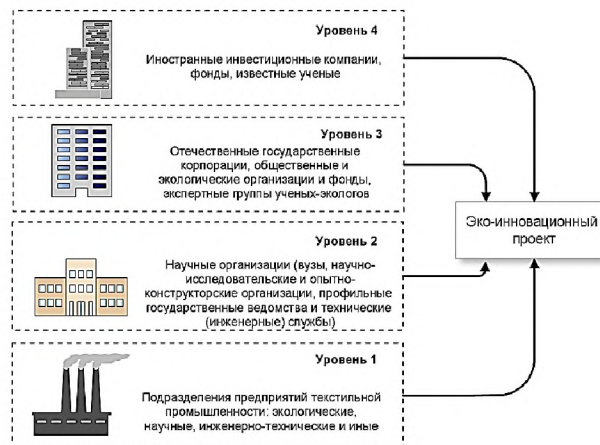 Уровень 4
Иностранные инвестиционные компании,
фонды, известные ученые
Уровень 3
Отечественные государственные
корпорации, общественные и
экологические организации и фонды,
экспертные группы ученых-экологов
Эко-инновационный
проект
Уровень 2
Научные организации (вузы, научно-
исследовательские и опытно-
конструкторские организации, профильные
государственные ведомства и технические
(инженерные) службы)
Уровень 1
Подразделения предприятий текстильной
промышленности: экологические,
научные, инженерно-технические и иные